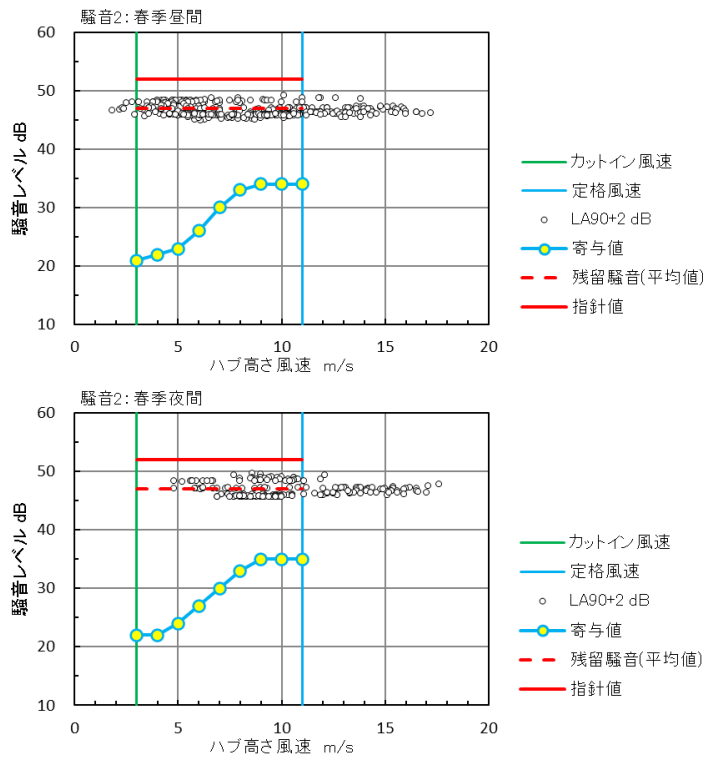 騒音2：春季昼間
60
50
40
30
20
10
騒音レベル dB
0
5
10
15
20
ハブ高さ風速 m/s
カットイン風速
定格風速
LA90+2 dB
寄与値
残留騒音(平均値)
指針値
騒音2：春季夜間
60
50
40
30
20
10
騒音レベル dB
0
5
10
15
20
ハブ高さ風速 m/s
カットイン風速
定格風速
LA90+2 dB
寄与値
残留騒音(平均値)
指針値